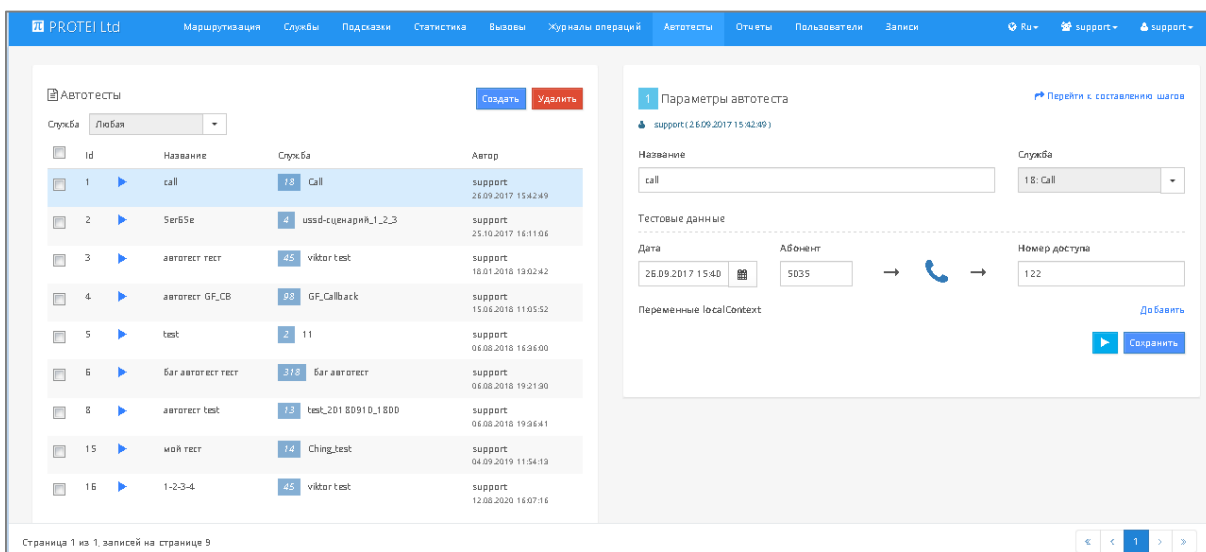 PROTEI Ltd Маршрутизация Службы Подсказки Статистика Вызовы Журналы операций Автотесты Отчеты Пользователи Записи Ru support support
Автотесты Создать Удалить
Служба Любая
Id Название Служба Автор
1 call 18 Call support
26.09.2017 15:42:49
2 5ег65е 4 ussd-сценарий_1_2_3 support
25.10.2017 16:11:06
3 автотест тест 45 viktor test support
18.01.2018 13:02:42
4 автотест GF_CB 98 GF_Callback support
15.06.2018 11:05:52
5 test 2 11 support
06.08.2018 16:36:00
6 баг автотест тест 318 баг автотест support
06.08.2018 19:21:30
8 автотест test 13 test_20180910_1800 support
06.08.2018 19:36:41
15 мой тест 14 Ching_test support
04.09.2019 11:54:13
16 1-2-3-4 45 viktor test support
12.08.2020 16:07:16
Страница 1 из 1, записей на странице 9
« ‹ 1 › »
1 Параметры автотеста Перейти к составлению шагов
support ( 26.09.2017 15:42:49 )
Название Служба
call 18: Call
Тестовые данные
Дата Абонент Номер доступа
26.09.2017 15:40 5035 → → 122
Переменные localContext Добавить
Сохранить